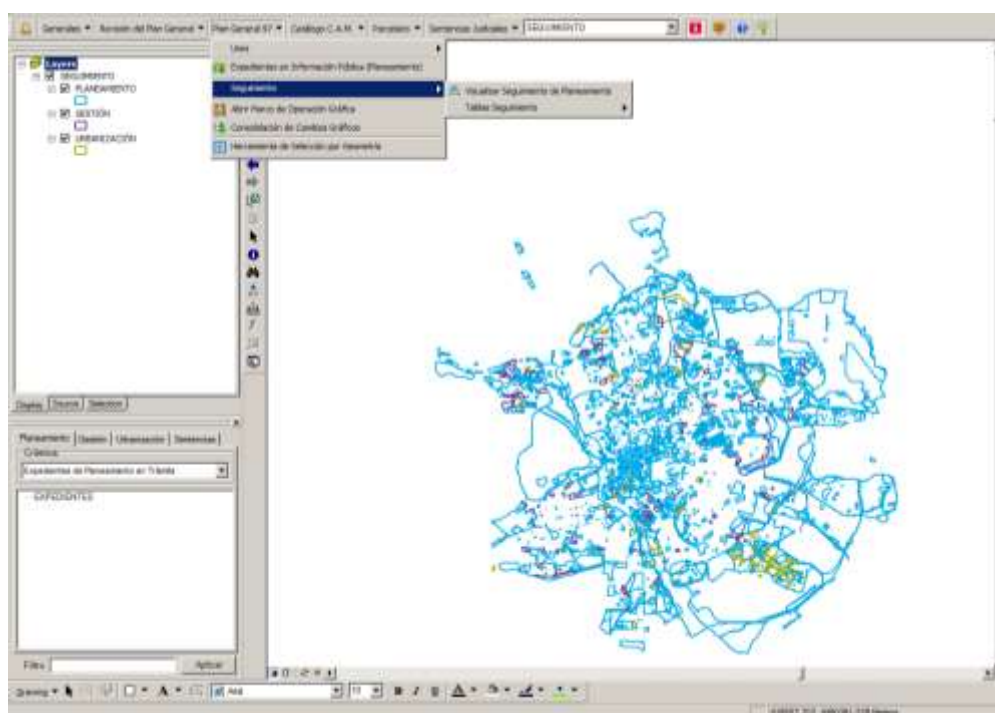 Generales Revisión del Plan General Plan General 97 Catálogo C.A.M. Parcelario Sentencias Judiciales SEGUIMIENTO
Usos
Expedientes en Información Pública (Planeamiento)
Seguimiento
Visualizar Seguimiento de Planeamiento
Tablas Seguimiento
Abrir Marco de Operación Gráfica
Consolidación de Cambios Gráficos
Herramienta de Selección por Geometría
Layers
SEGUIMIENTO
PLANEAMIENTO
GESTIÓN
URBANIZACIÓN
Display Source Selection
Planeamiento Gestión Urbanización Sentencias
Criterios
Expedientes de Planeamiento en Trámite
EXPEDIENTES
Filtro Aplicar
Drawing A Arial 10 B I U A